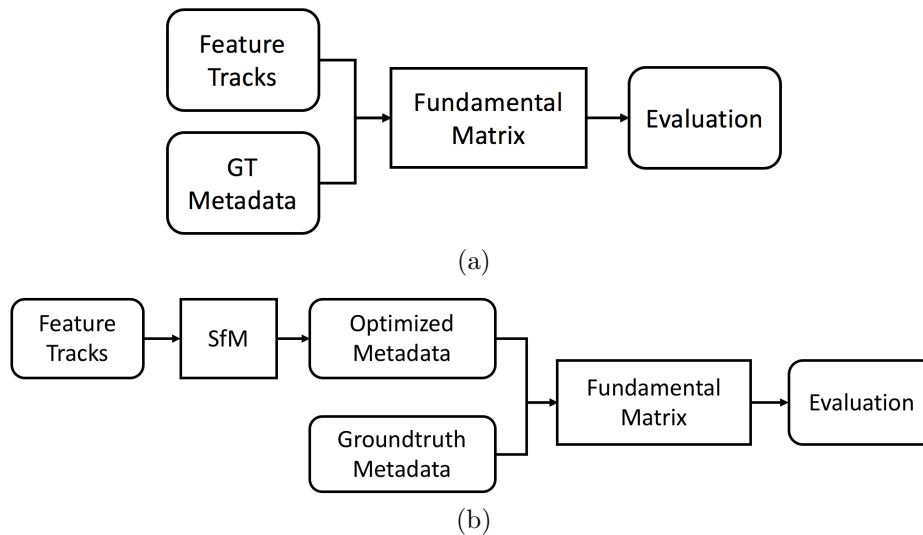 Feature
Tracks
GT
Metadata
Fundamental
Matrix
Evaluation
(a)
Feature
Tracks
SfM
Optimized
Metadata
Groundtruth
Metadata
Fundamental
Matrix
Evaluation
(b)